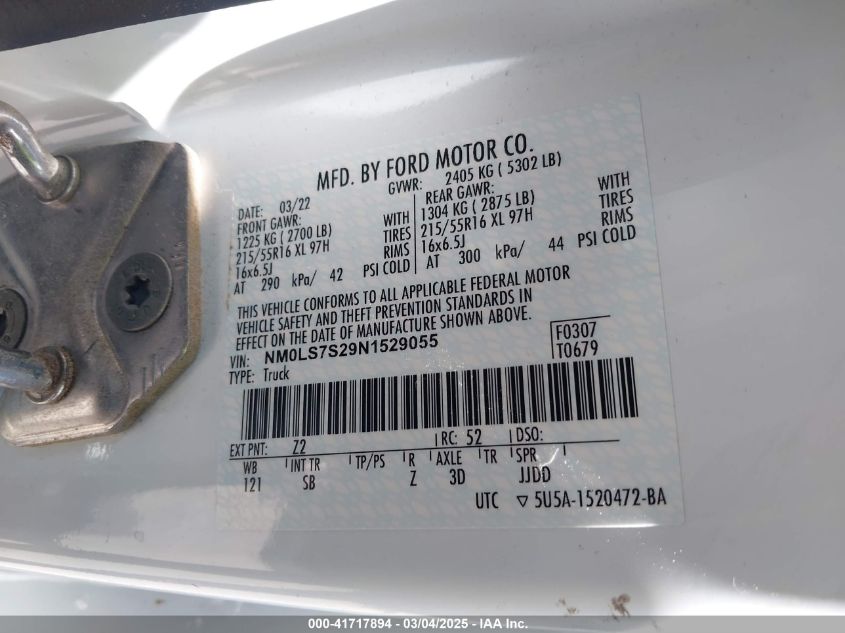 MFD. BY FORD MOTOR CO.
DATE: 03/22 GVWR: 2405 KG ( 5302 LB)
FRONT GAWR: REAR GAWR:
1225 KG ( 2700 LB) WITH 1304 KG ( 2875 LB) WITH
215/55R16 XL 97H TIRES 215/55R16 XL 97H TIRES
16x6.5J RIMS 16x6.5J RIMS
AT 290 kPa/ 42 PSI COLD AT 300 kPa/ 44 PSI COLD
THIS VEHICLE CONFORMS TO ALL APPLICABLE FEDERAL MOTOR
VEHICLE SAFETY AND THEFT PREVENTION STANDARDS IN
EFFECT ON THE DATE OF MANUFACTURE SHOWN ABOVE.
VIN: NM0LS7S29N1529055 F0307
TYPE: Truck T0679
EXT PNT: Z2 RC: 52 DSO:
WB INT TR TP/PS R AXLE TR SPR
121 SB Z 3D JJDD
UTC ▽ 5U5A-1520472-BA
000-41717894 - 03/04/2025 - IAA Inc.